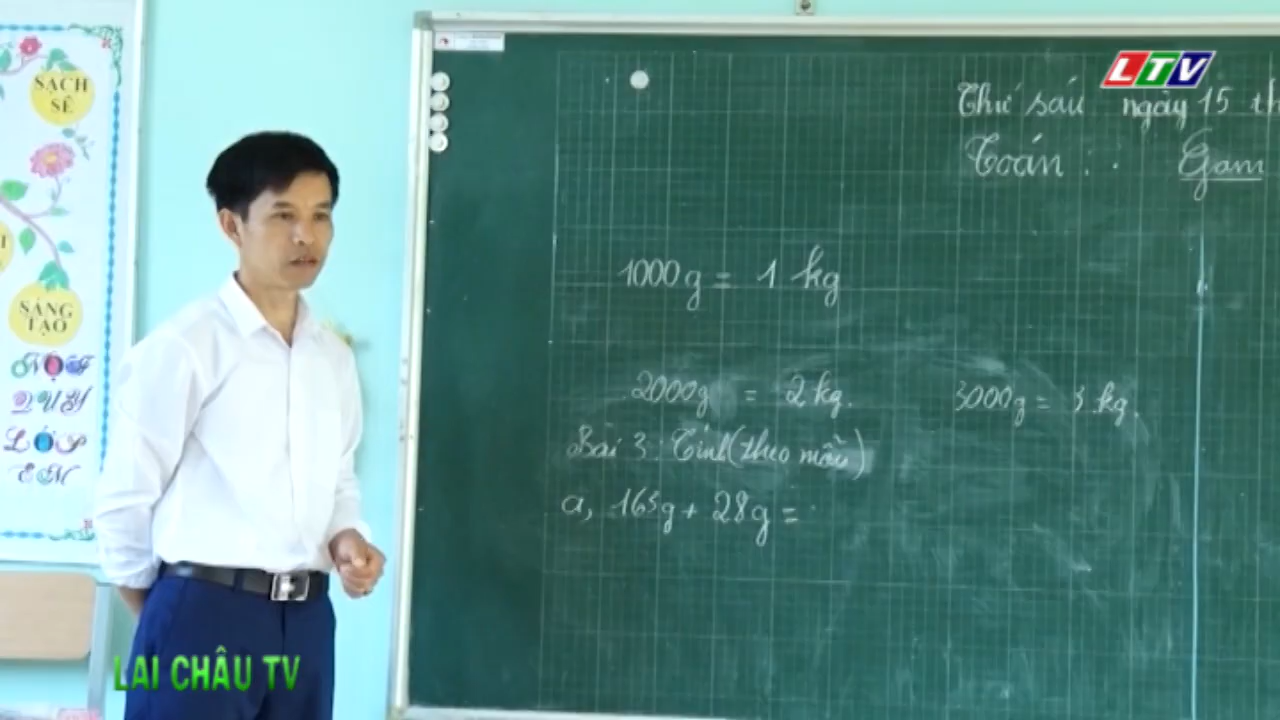 SẠCH
SẼ
SÁNG
TẠO
NỘI
QUY
LỚP
EM
LTV
Thứ sáu ngày 15 th
Toán : Gam
1000g = 1 kg
2000g = 2 kg. 3000g = 3 kg.
Bài 3 : Tính (theo mẫu)
a, 165g + 28g =
LAI CHÂU TV